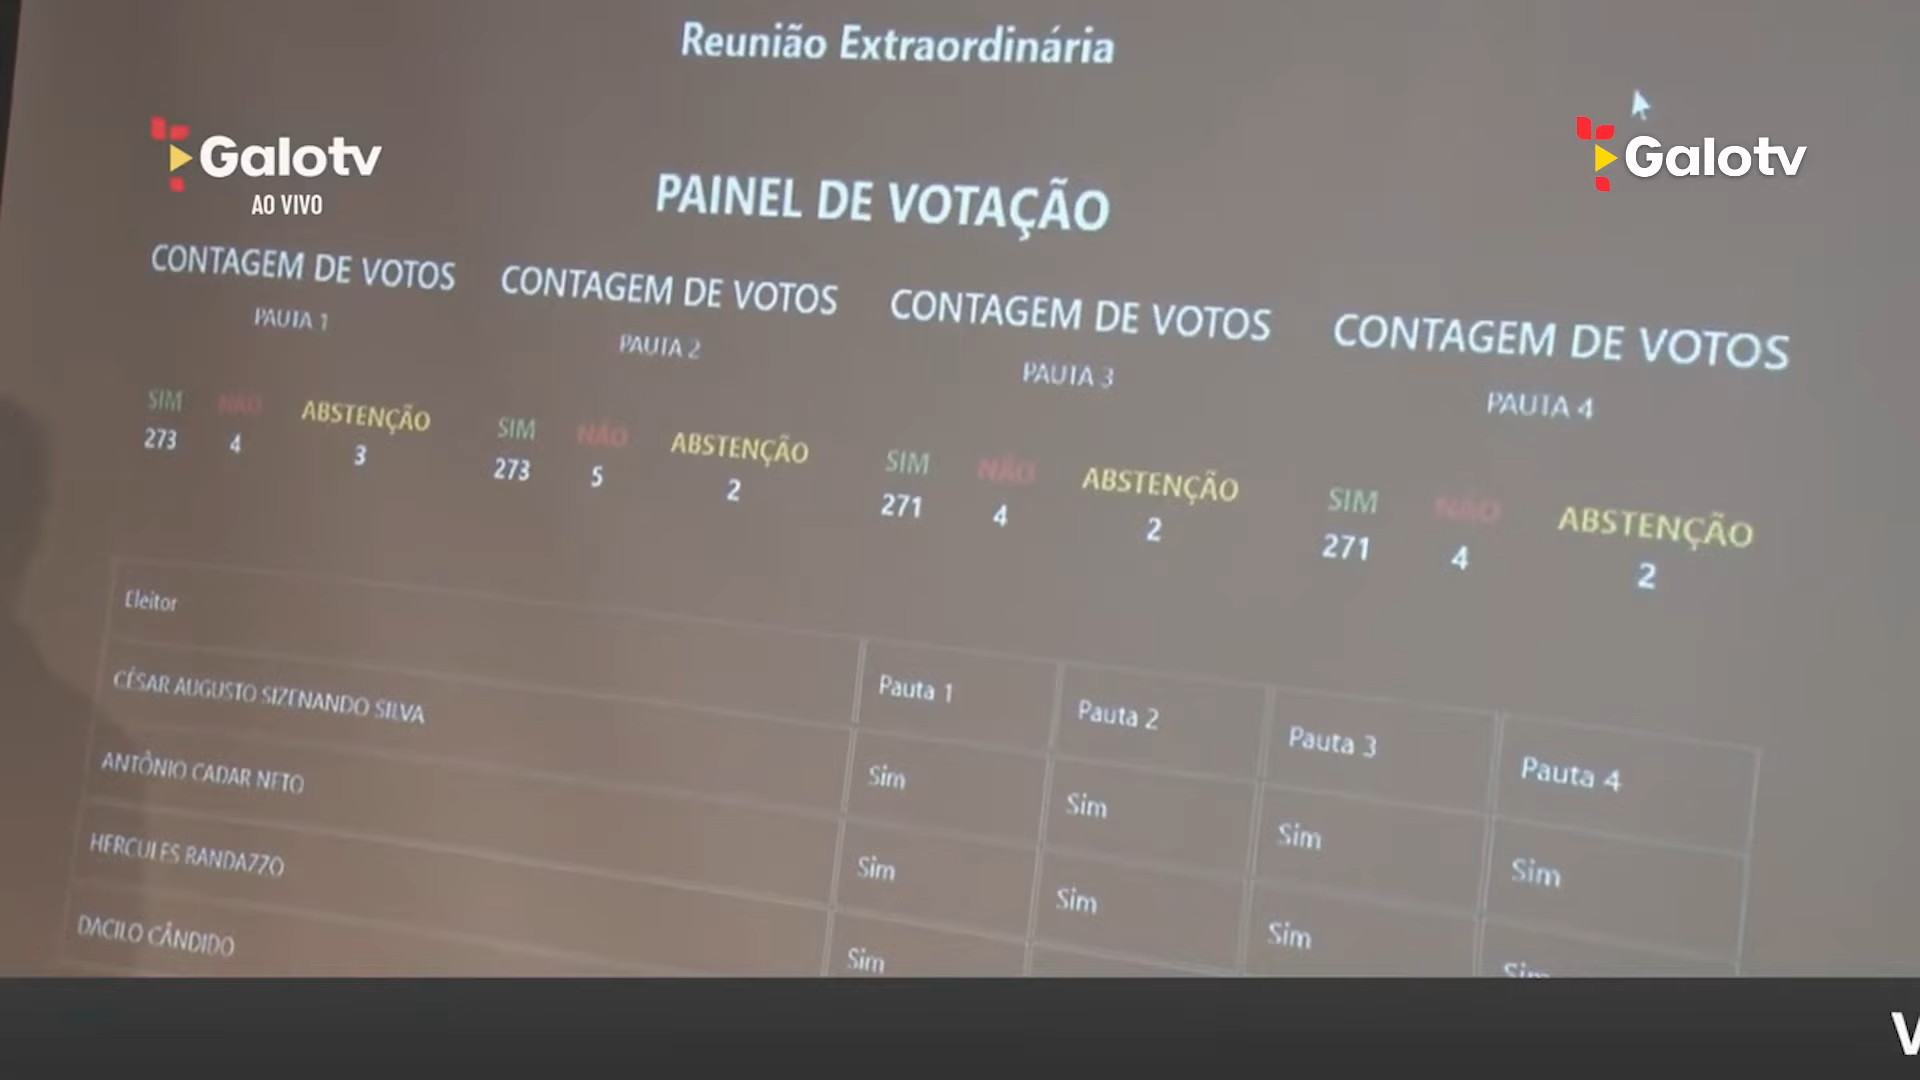 Reunião Extraordinária
Galotv
AO VIVO
Galotv
PAINEL DE VOTAÇÃO
CONTAGEM DE VOTOS
PAUTA 1
SIM NÃO ABSTENÇÃO
273 4 3
CONTAGEM DE VOTOS
PAUTA 2
SIM NÃO ABSTENÇÃO
273 5 2
CONTAGEM DE VOTOS
PAUTA 3
SIM NÃO ABSTENÇÃO
271 4 2
CONTAGEM DE VOTOS
PAUTA 4
SIM NÃO ABSTENÇÃO
271 4 2
Eleitor Pauta 1 Pauta 2 Pauta 3 Pauta 4
CÉSAR AUGUSTO SIZENANDO SILVA Sim Sim Sim Sim
ANTÔNIO CADAR NETO Sim Sim Sim Sim
HERCULES RANDAZZO Sim
DACILO CÂNDIDO